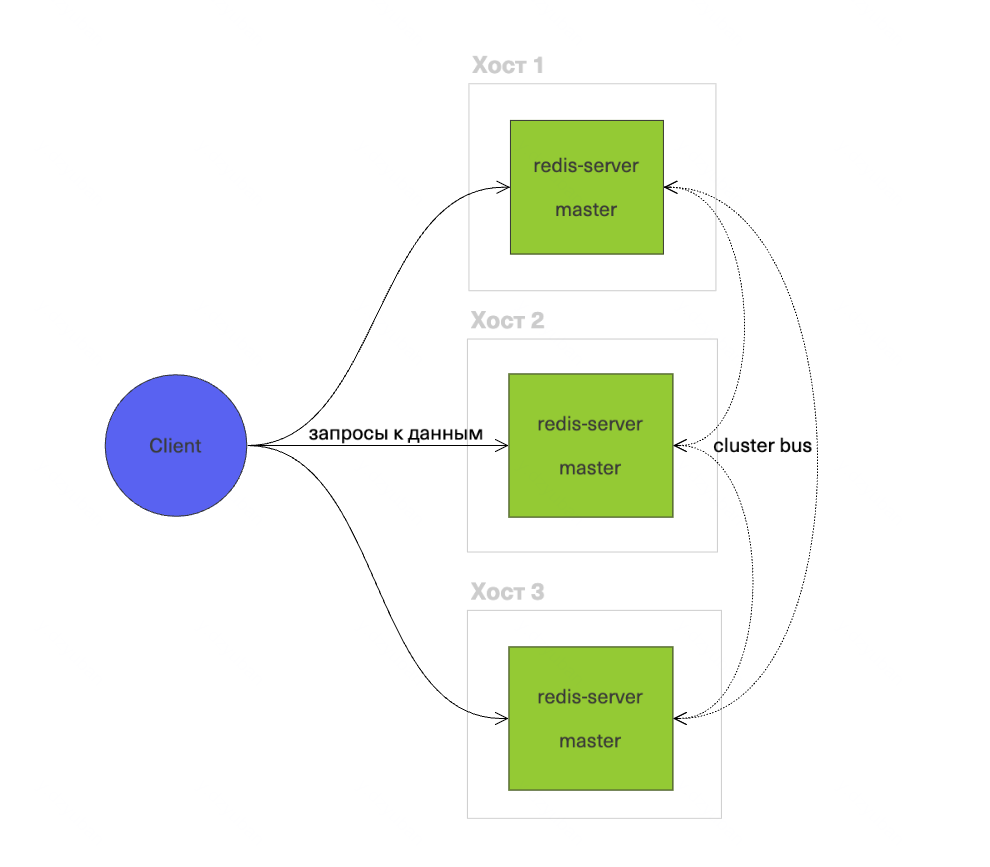 Хост 1
redis-server
master
Хост 2
redis-server
master
Client
запросы к данным
cluster bus
Хост 3
redis-server
master